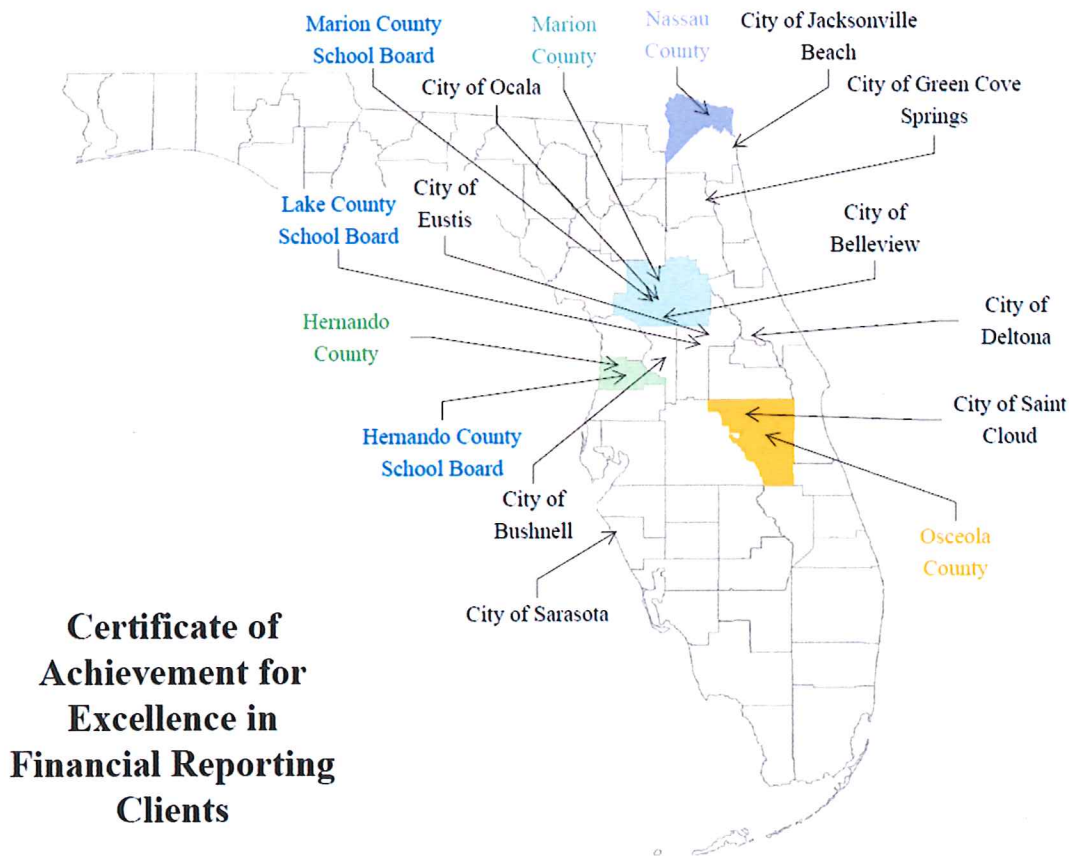 Marion County
School Board
Marion
County
Nassau
County
City of Jacksonville
Beach
City of Ocala
City of Green Cove
Springs
Lake County
School Board
City of
Eustis
City of
Belleview
Hernando
County
City of
Deltona
Hernando County
School Board
City of Saint
Cloud
City of
Bushnell
Osceola
County
City of Sarasota
Certificate of
Achievement for
Excellence in
Financial Reporting
Clients